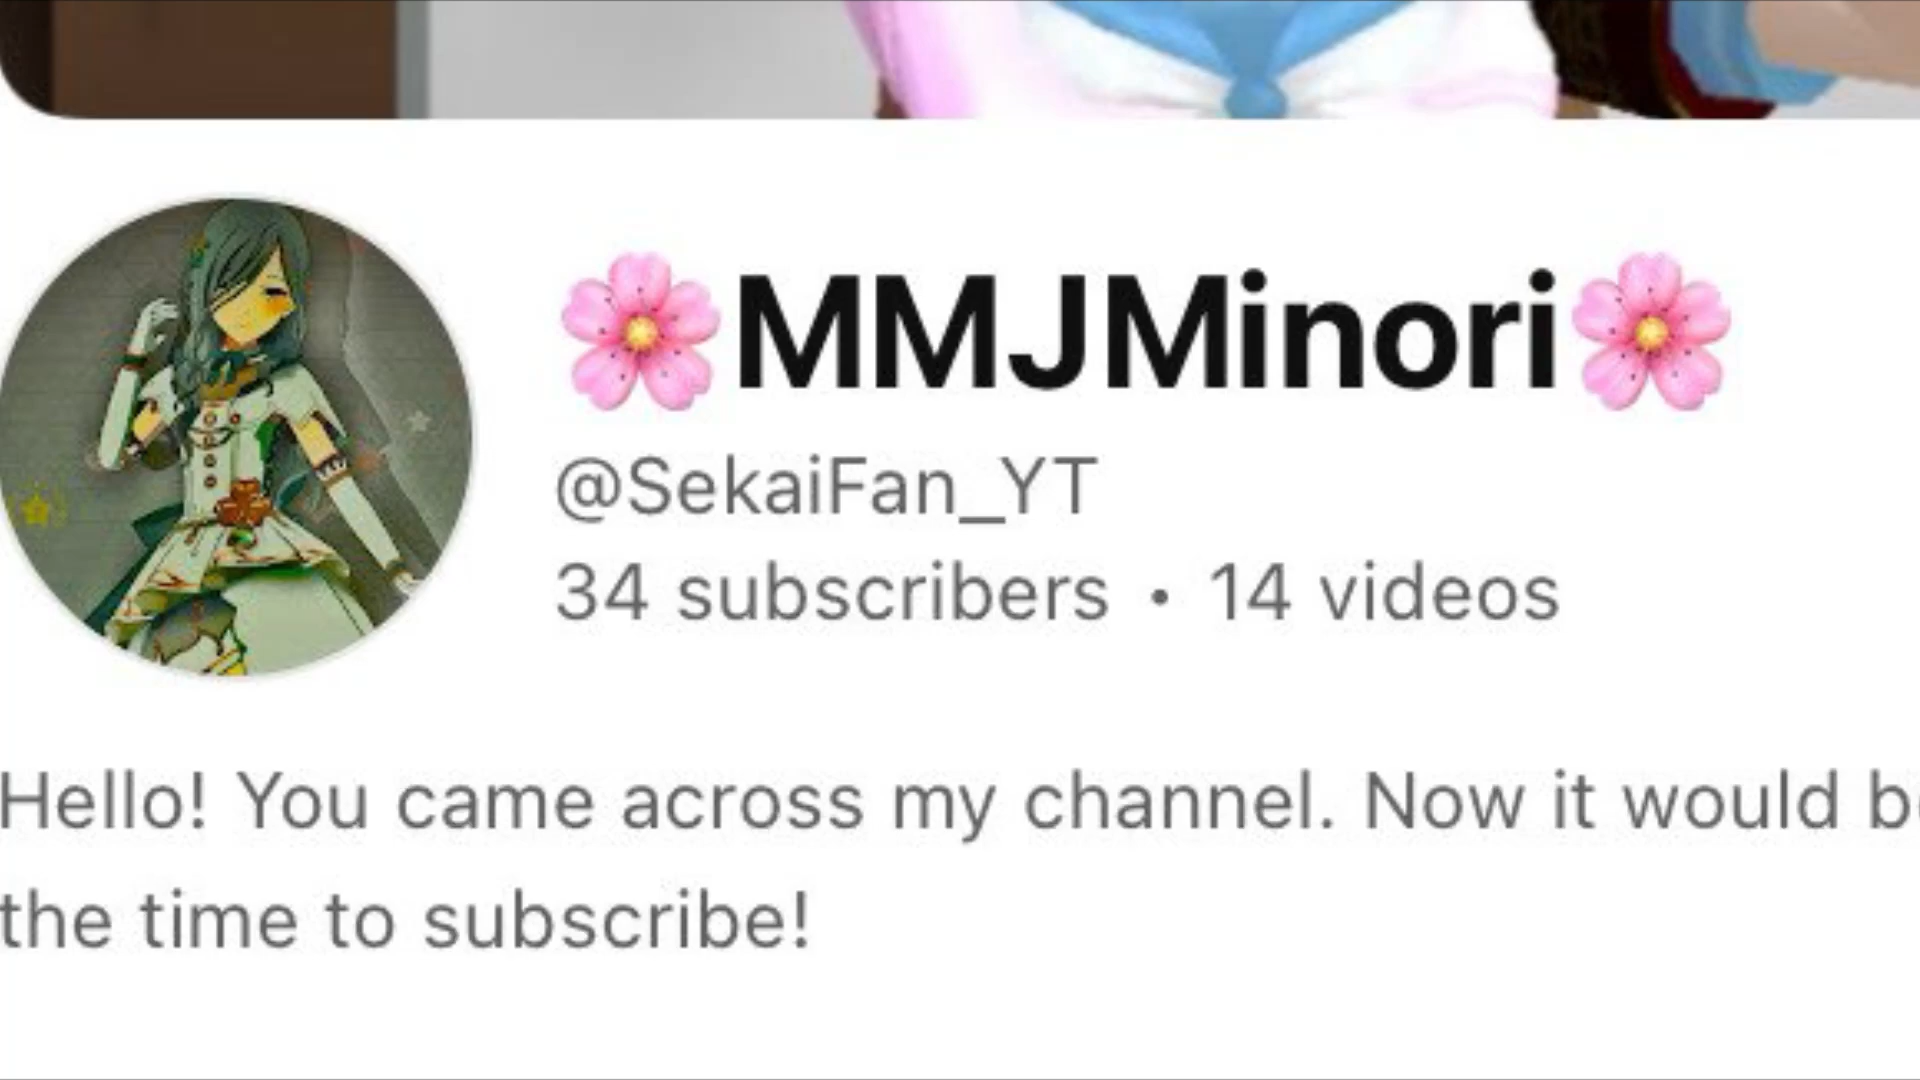 🌸MMJMinori🌸
@SekaiFan_YT
34 subscribers • 14 videos
Hello! You came across my channel. Now it would
the time to subscribe!